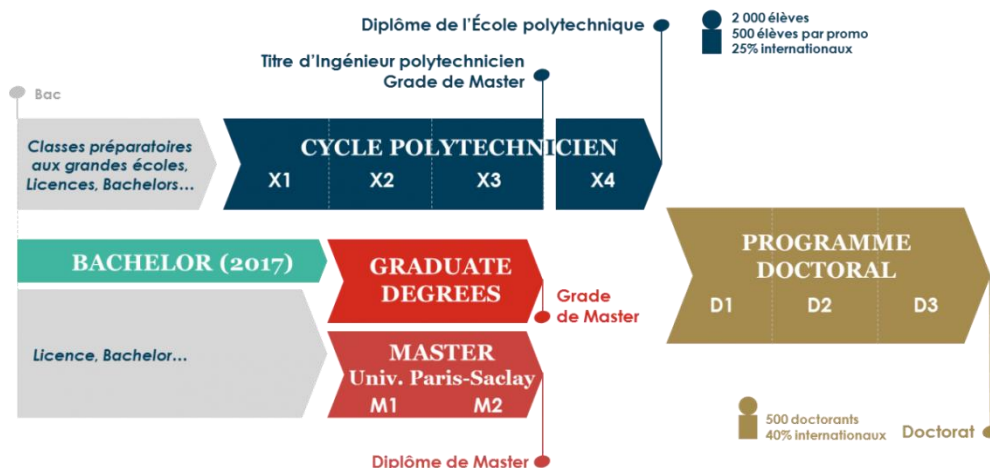 Diplôme de l'École polytechnique
2 000 élèves
500 élèves par promo
25% internationaux
Titre d'Ingénieur polytechnicien
Grade de Master
Bac
Classes préparatoires
aux grandes écoles,
Licences, Bachelors...
CYCLE POLYTECHNICIEN
X1 X2 X3 X4
BACHELOR (2017)
GRADUATE
DEGREES
Grade
de Master
PROGRAMME
DOCTORAL
D1 D2 D3
Licence, Bachelor...
MASTER
Univ. Paris-Saclay
M1 M2
Diplôme de Master
500 doctorants
40% internationaux
Doctorat